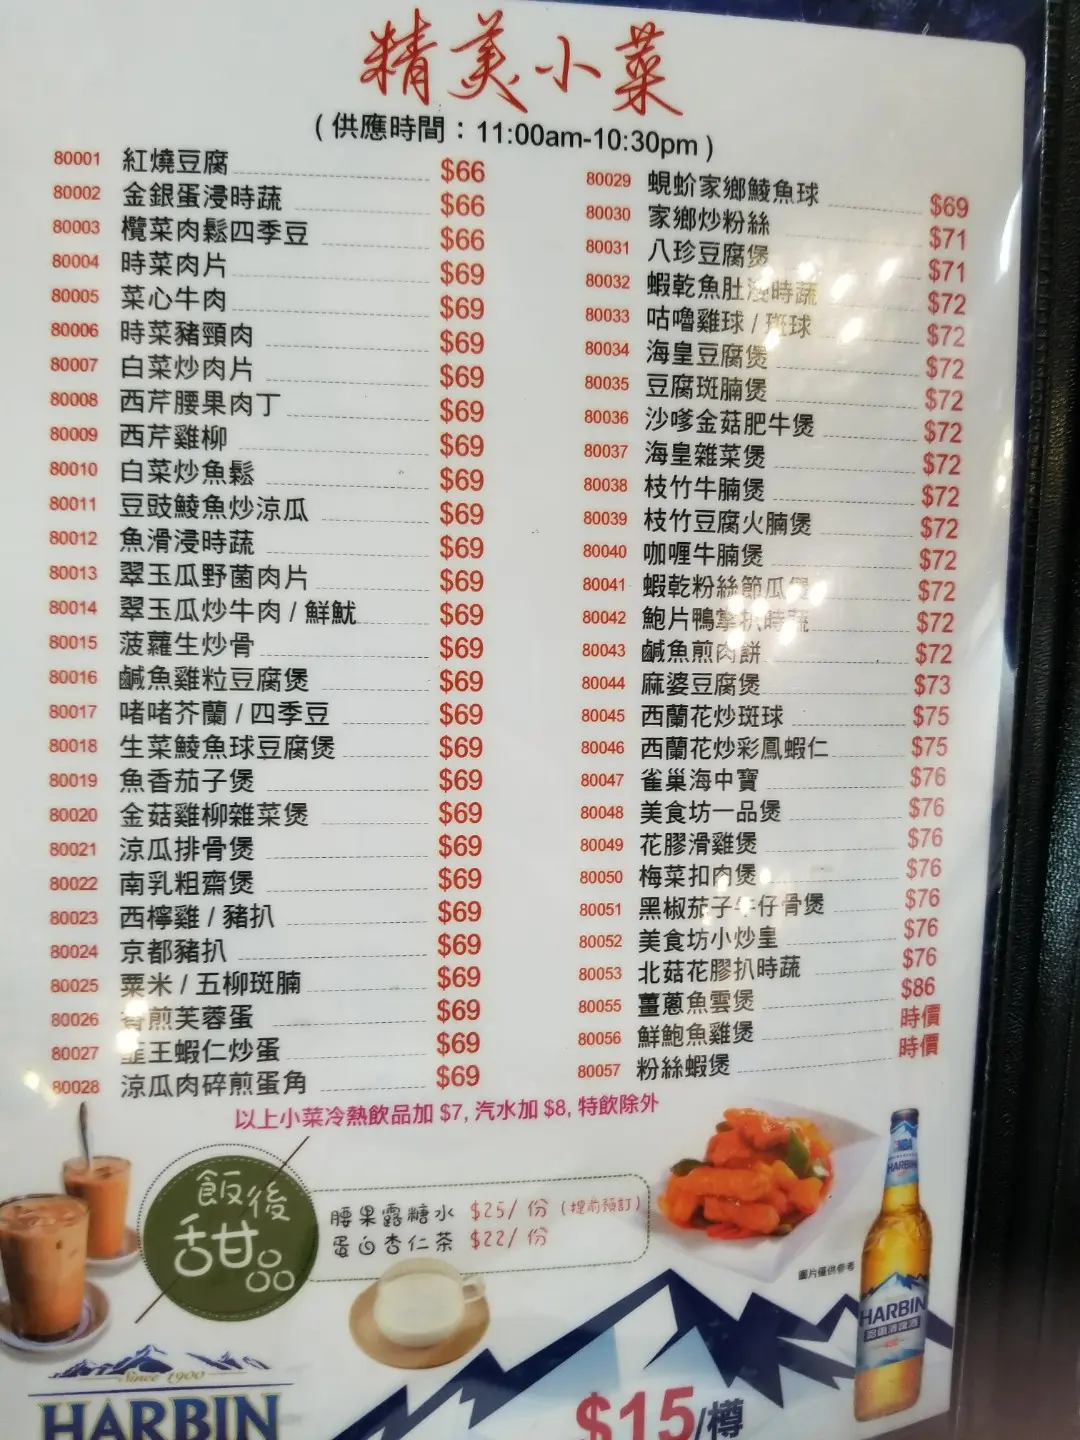 精美小菜
(供應時間：11:00am-10:30pm)
80001 紅燒豆腐 $66
80002 金銀蛋浸時蔬 $66
80003 欖菜肉鬆四季豆 $66
80004 時菜肉片 $69
80005 菜心牛肉 $69
80006 時菜豬頸肉 $69
80007 白菜炒肉片 $69
80008 西芹腰果肉丁 $69
80009 西芹雞柳 $69
80010 白菜炒魚鬆 $69
80011 豆豉鯪魚炒涼瓜 $69
80012 魚滑浸時蔬 $69
80013 翠玉瓜野菌肉片 $69
80014 翠玉瓜炒牛肉 / 鮮魷 $69
80015 菠蘿生炒骨 $69
80016 鹹魚雞粒豆腐煲 $69
80017 啫啫芥蘭 / 四季豆 $69
80018 生菜鯪魚球豆腐煲 $69
80019 魚香茄子煲 $69
80020 金菇雞柳雜菜煲 $69
80021 涼瓜排骨煲 $69
80022 南乳粗齋煲 $69
80023 西檸雞 / 豬扒 $69
80024 京都豬扒 $69
80025 粟米 / 五柳斑腩 $69
80026 煎芙蓉蛋 $69
80027 王蝦仁炒蛋 $69
80028 涼瓜肉碎煎蛋角 $69
80029 蜆蚧家鄉鯪魚球 $69
80030 家鄉炒粉絲 $71
80031 八珍豆腐煲 $71
80032 蝦乾魚肚浸時蔬 $72
80033 咕嚕雞球 / 斑球 $72
80034 海皇豆腐煲 $72
80035 豆腐斑腩煲 $72
80036 沙嗲金菇肥牛煲 $72
80037 海皇雜菜煲 $72
80038 枝竹牛腩煲 $72
80039 枝竹豆腐火腩煲 $72
80040 咖喱牛腩煲 $72
80041 蝦乾粉絲節瓜煲 $72
80042 鮑片鴨掌扒時蔬 $72
80043 鹹魚煎肉餅 $72
80044 麻婆豆腐煲 $73
80045 西蘭花炒斑球 $75
80046 西蘭花炒彩鳳蝦仁 $75
80047 雀巢海中寶 $76
80048 美食坊一品煲 $76
80049 花膠滑雞煲 $76
80050 梅菜扣肉煲 $76
80051 黑椒茄子牛仔骨煲 $76
80052 美食坊小炒皇 $76
80053 北菇花膠扒時蔬 $76
80055 薑蔥魚雲煲 $86
80056 鮮鮑魚雞煲 時價
80057 粉絲蝦煲 時價
以上小菜冷熱飲品加 $7, 汽水加 $8, 特飲除外
飯後
甜品
腰果露糖水 $25/ 份 (提前預訂)
蛋白杏仁茶 $22/ 份
圖片僅供參考
HARBIN
HARBIN
哈爾濱啤酒
Since 1900
HARBIN
$15/樽